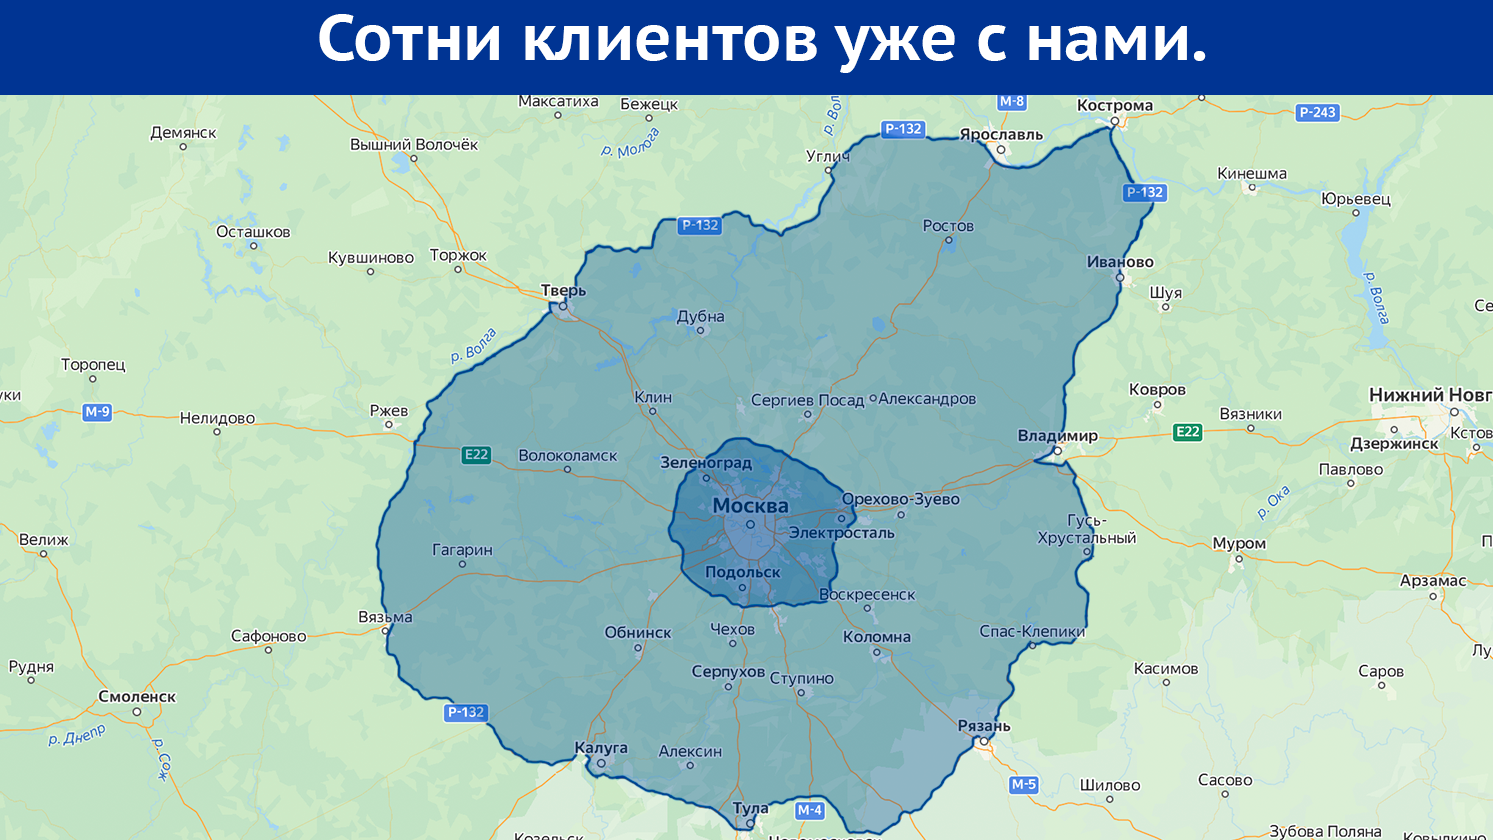 Сотни клиентов уже с нами.
Максатиха
Бежецк
М-8
Кострома
Р-243
Демянск
Вышний Волочёк
р. Молога
р. Вол
Р-132
Ярославль
Углич
Кинешма
Р-132
Юрьевец
Осташков
Р-132
Ростов
Кувшиново
Торжок
Иваново
Тверь
Шуя
р. Волга
Се
Дубна
р. Волга
Торопец
уки
М-9
Нелидово
Ржев
Клин
Сергиев Посад
Александров
Ковров
Нижний Новг
Вязники
Е22
Владимир
Дзержинск
Кстов
Е22
Волоколамск
Зеленоград
Павлово
Москва
Орехово-Зуево
р. Ока
Электросталь
Гусь-
Хрустальный
Велиж
Гагарин
Муром
П
Подольск
Арзамас
Воскресенск
Вязьма
Сафоново
Обнинск
Чехов
Коломна
Спас-Клепики
Лу
Рудня
Серпухов
Ступино
Касимов
Саров
Смоленск
Р-132
р. Днепр
р. Сож
Рязань
Калуга
Алексин
М-5
Шилово
Сасово
Тула
М-4
Козельск
Новомосковск
Зубова Поляна
Ковылкино